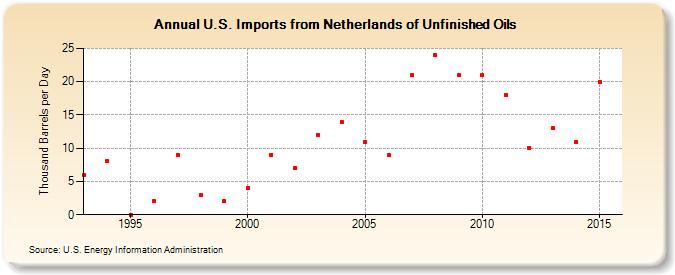 Annual U.S. Imports from Netherlands of Unfinished Oils
Thousand Barrels per Day
25
20
15
10
5
0
1995 2000 2005 2010 2015
Source: U.S. Energy Information Administration